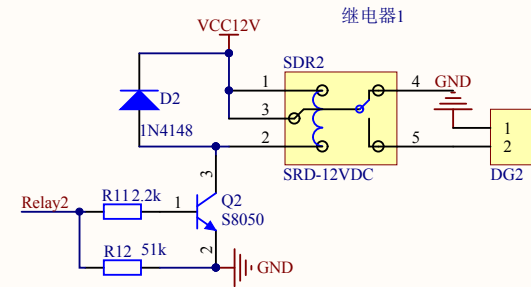 继电器1
VCC12V
SDR2
D2
1N4148
1
3
2
4
5
GND
1
2
DG2
SRD-12VDC
3
Relay2
R11 2.2k
1
Q2
S8050
2
R12 51k
GND